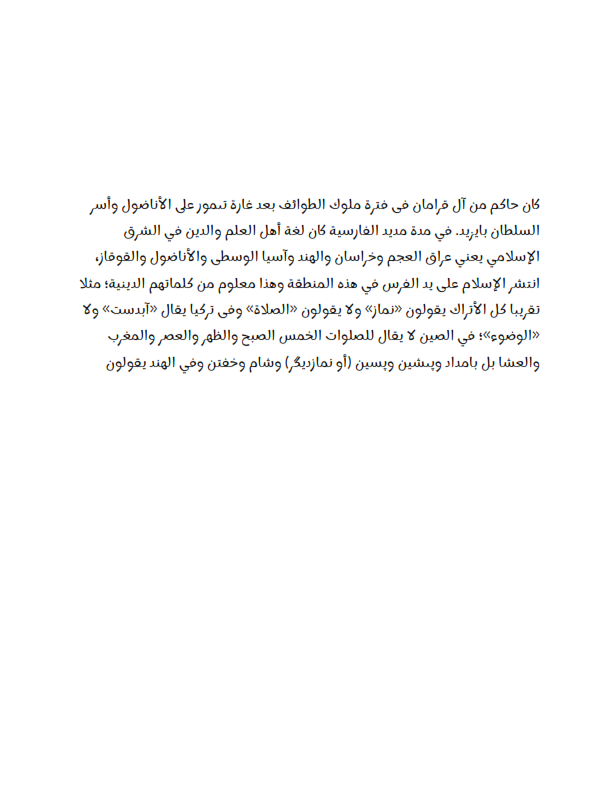 كان حاكم من آل قرامان فى فترة ملوك الطوائف بعد غارة تىمور على الأناضول وأسر
السلطان بايزيد. في مدة مديد الفارسية كان لغة أهل العلم والدين في الشرق
الإسلامي يعني عراق العجم وخراسان والهند وآسيا الوسطى والأناضول والقوقاز،
انتشر الإسلام على يد الفرس في هذه المنطقة وهذا معلوم من كلماتهم الدينية؛ مثلا
تقريبا كل الأتراك يقولون «نماز» ولا يقولون «الصلاة» وفى تركيا يقال «آبدست» ولا
«الوضوء»؛ في الصين لا يقال للصلوات الخمس الصبح والظهر والعصر والمغرب
والعشا بل بامداد وپىشين وپسين (أو نمازديگر) وشام وخفتن وفي الهند يقولون